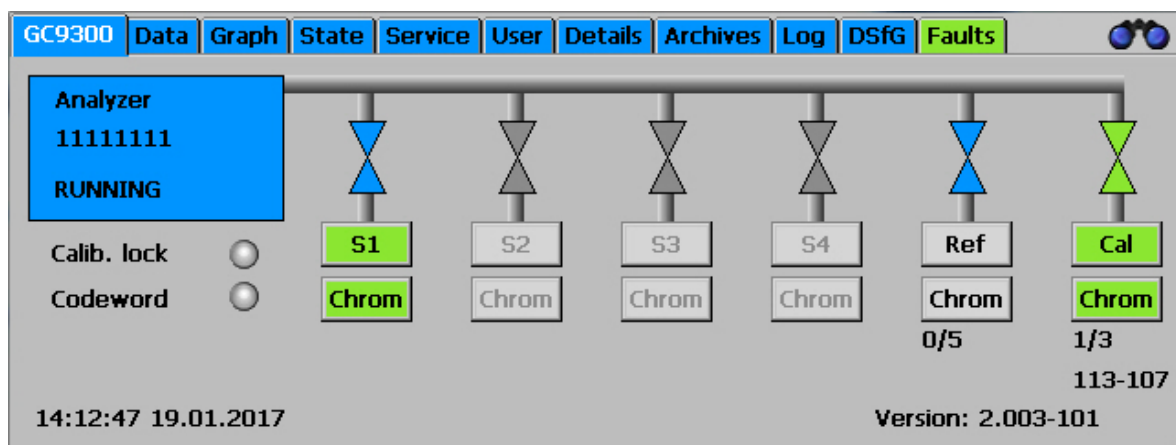 GC9300 Data Graph State Service User Details Archives Log DSfG Faults
Analyzer
11111111
RUNNING
Calib. lock
Codeword
S1 S2 S3 S4 Ref Cal
Chrom Chrom Chrom Chrom Chrom Chrom
0/5 1/3
113-107
14:12:47 19.01.2017 Version: 2.003-101